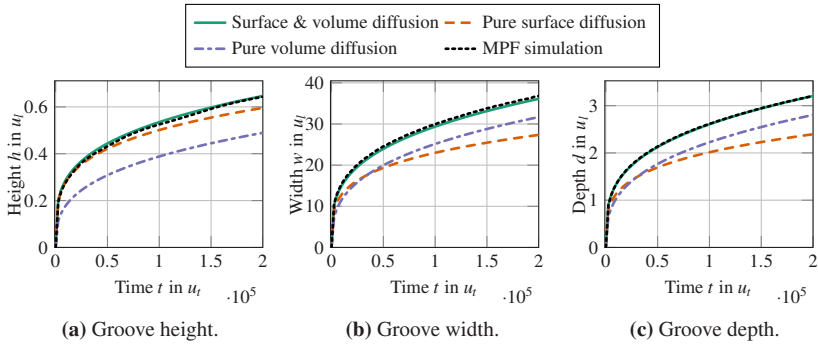 Surface & volume diffusion
Pure surface diffusion
Pure volume diffusion
MPF simulation
Height h in u_l
0.6
0.4
0.2
0
0 0.5 1 1.5 2
Time t in u_t
·10^5
(a) Groove height.
Width w in u_l
40
30
20
10
0
0 0.5 1 1.5 2
Time t in u_t
·10^5
(b) Groove width.
Depth d in u_l
3
2
1
0
0 0.5 1 1.5 2
Time t in u_t
·10^5
(c) Groove depth.